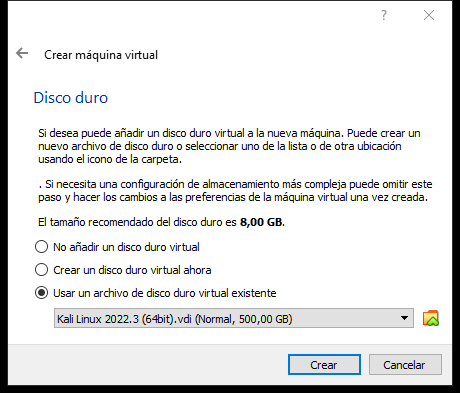 ?
Crear máquina virtual
Disco duro
Si desea puede añadir un disco duro virtual a la nueva máquina. Puede crear un
nuevo archivo de disco duro o seleccionar uno de la lista o de otra ubicación
usando el icono de la carpeta.
. Si necesita una configuración de almacenamiento más compleja puede omitir este
paso y hacer los cambios a las preferencias de la máquina virtual una vez creada.
El tamaño recomendado del disco duro es 8,00 GB.
No añadir un disco duro virtual
Crear un disco duro virtual ahora
Usar un archivo de disco duro virtual existente
Kali Linux 2022.3 (64bit).vdi (Normal, 500,00 GB)
Crear
Cancelar